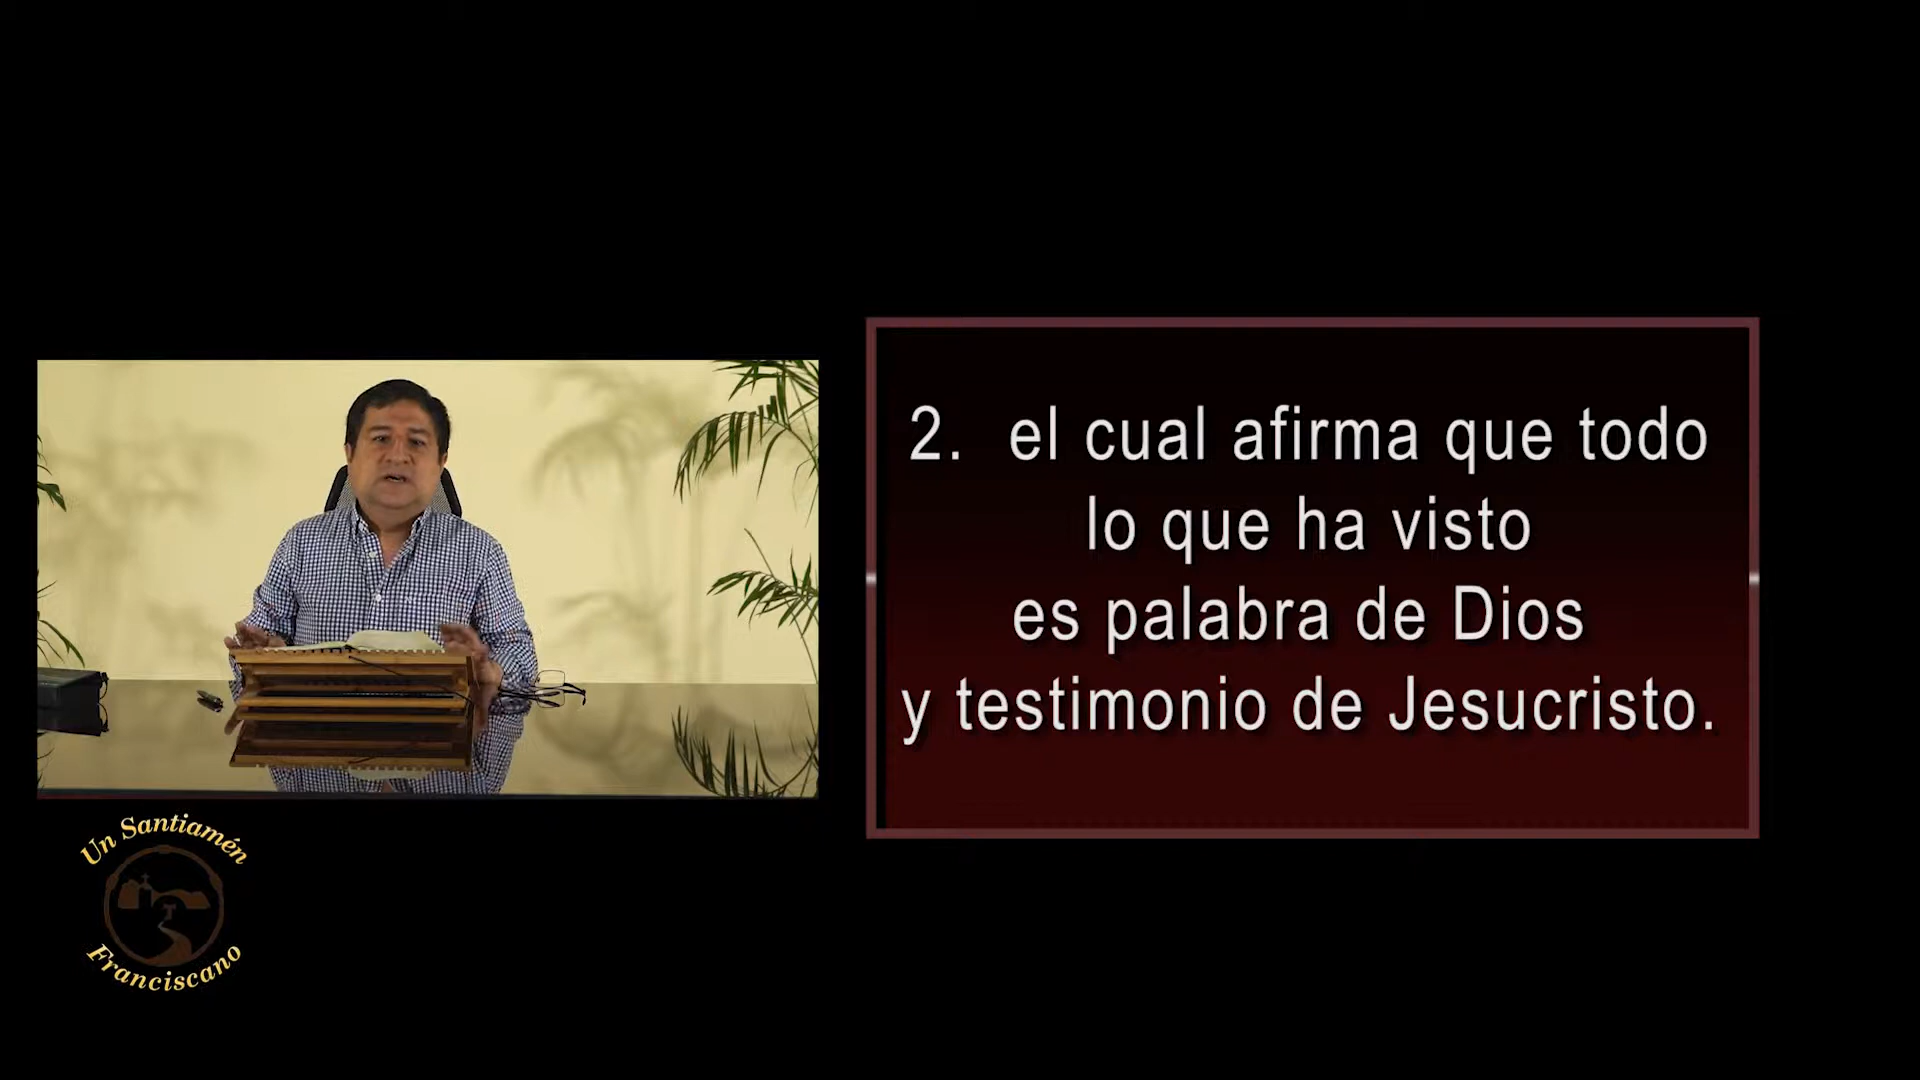 2. el cual afirma que todo
lo que ha visto
es palabra de Dios
y testimonio de Jesucristo.
Un Santiamén
Franciscano